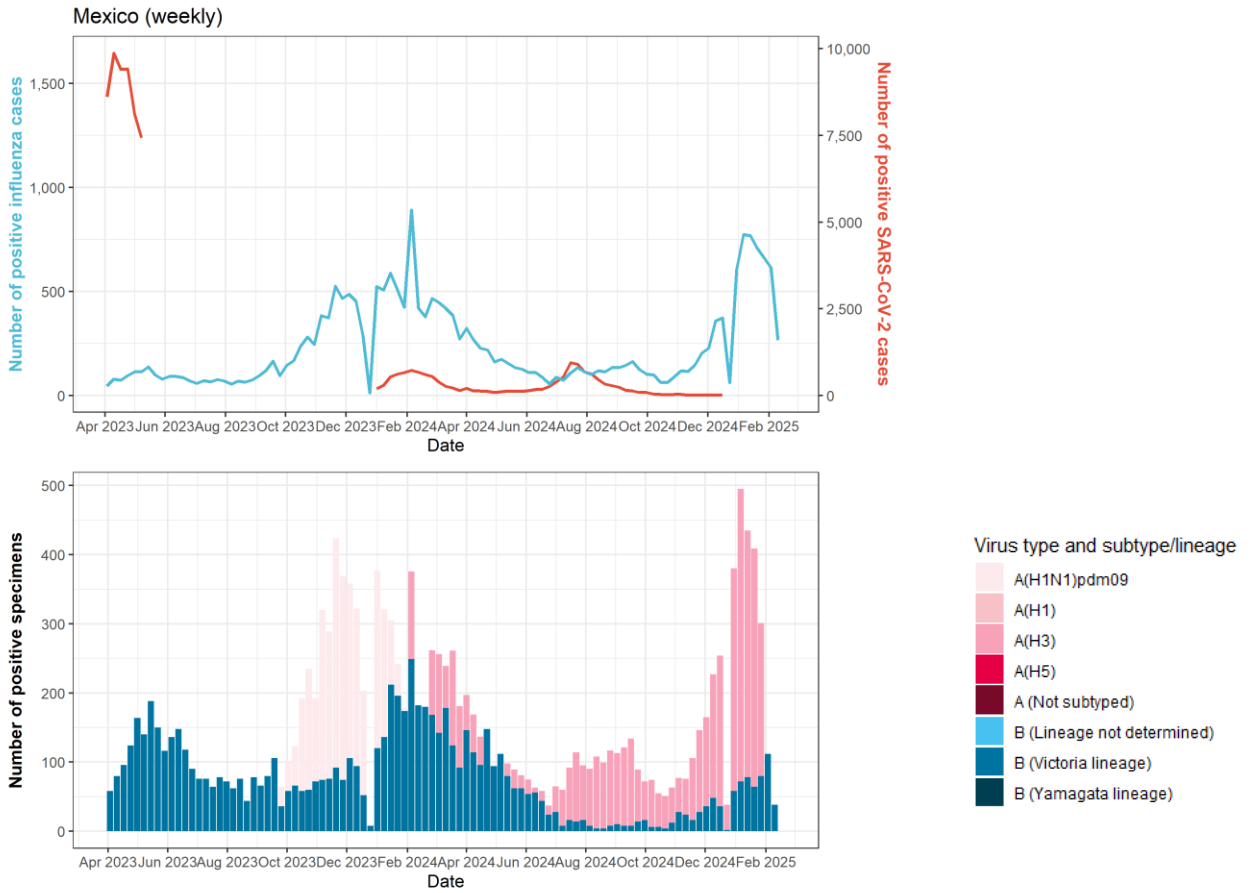 Mexico (weekly)
Number of positive influenza cases
1,500
1,000
500
0
10,000
7,500
5,000
2,500
0
Number of positive SARS-CoV-2 cases
Apr 2023 Jun 2023 Aug 2023 Oct 2023 Dec 2023 Feb 2024 Apr 2024 Jun 2024 Aug 2024 Oct 2024 Dec 2024 Feb 2025
Date
Number of positive specimens
500
400
300
200
100
0
Apr 2023 Jun 2023 Aug 2023 Oct 2023 Dec 2023 Feb 2024 Apr 2024 Jun 2024 Aug 2024 Oct 2024 Dec 2024 Feb 2025
Date
Virus type and subtype/lineage
A(H1N1)pdm09
A(H1)
A(H3)
A(H5)
A (Not subtyped)
B (Lineage not determined)
B (Victoria lineage)
B (Yamagata lineage)